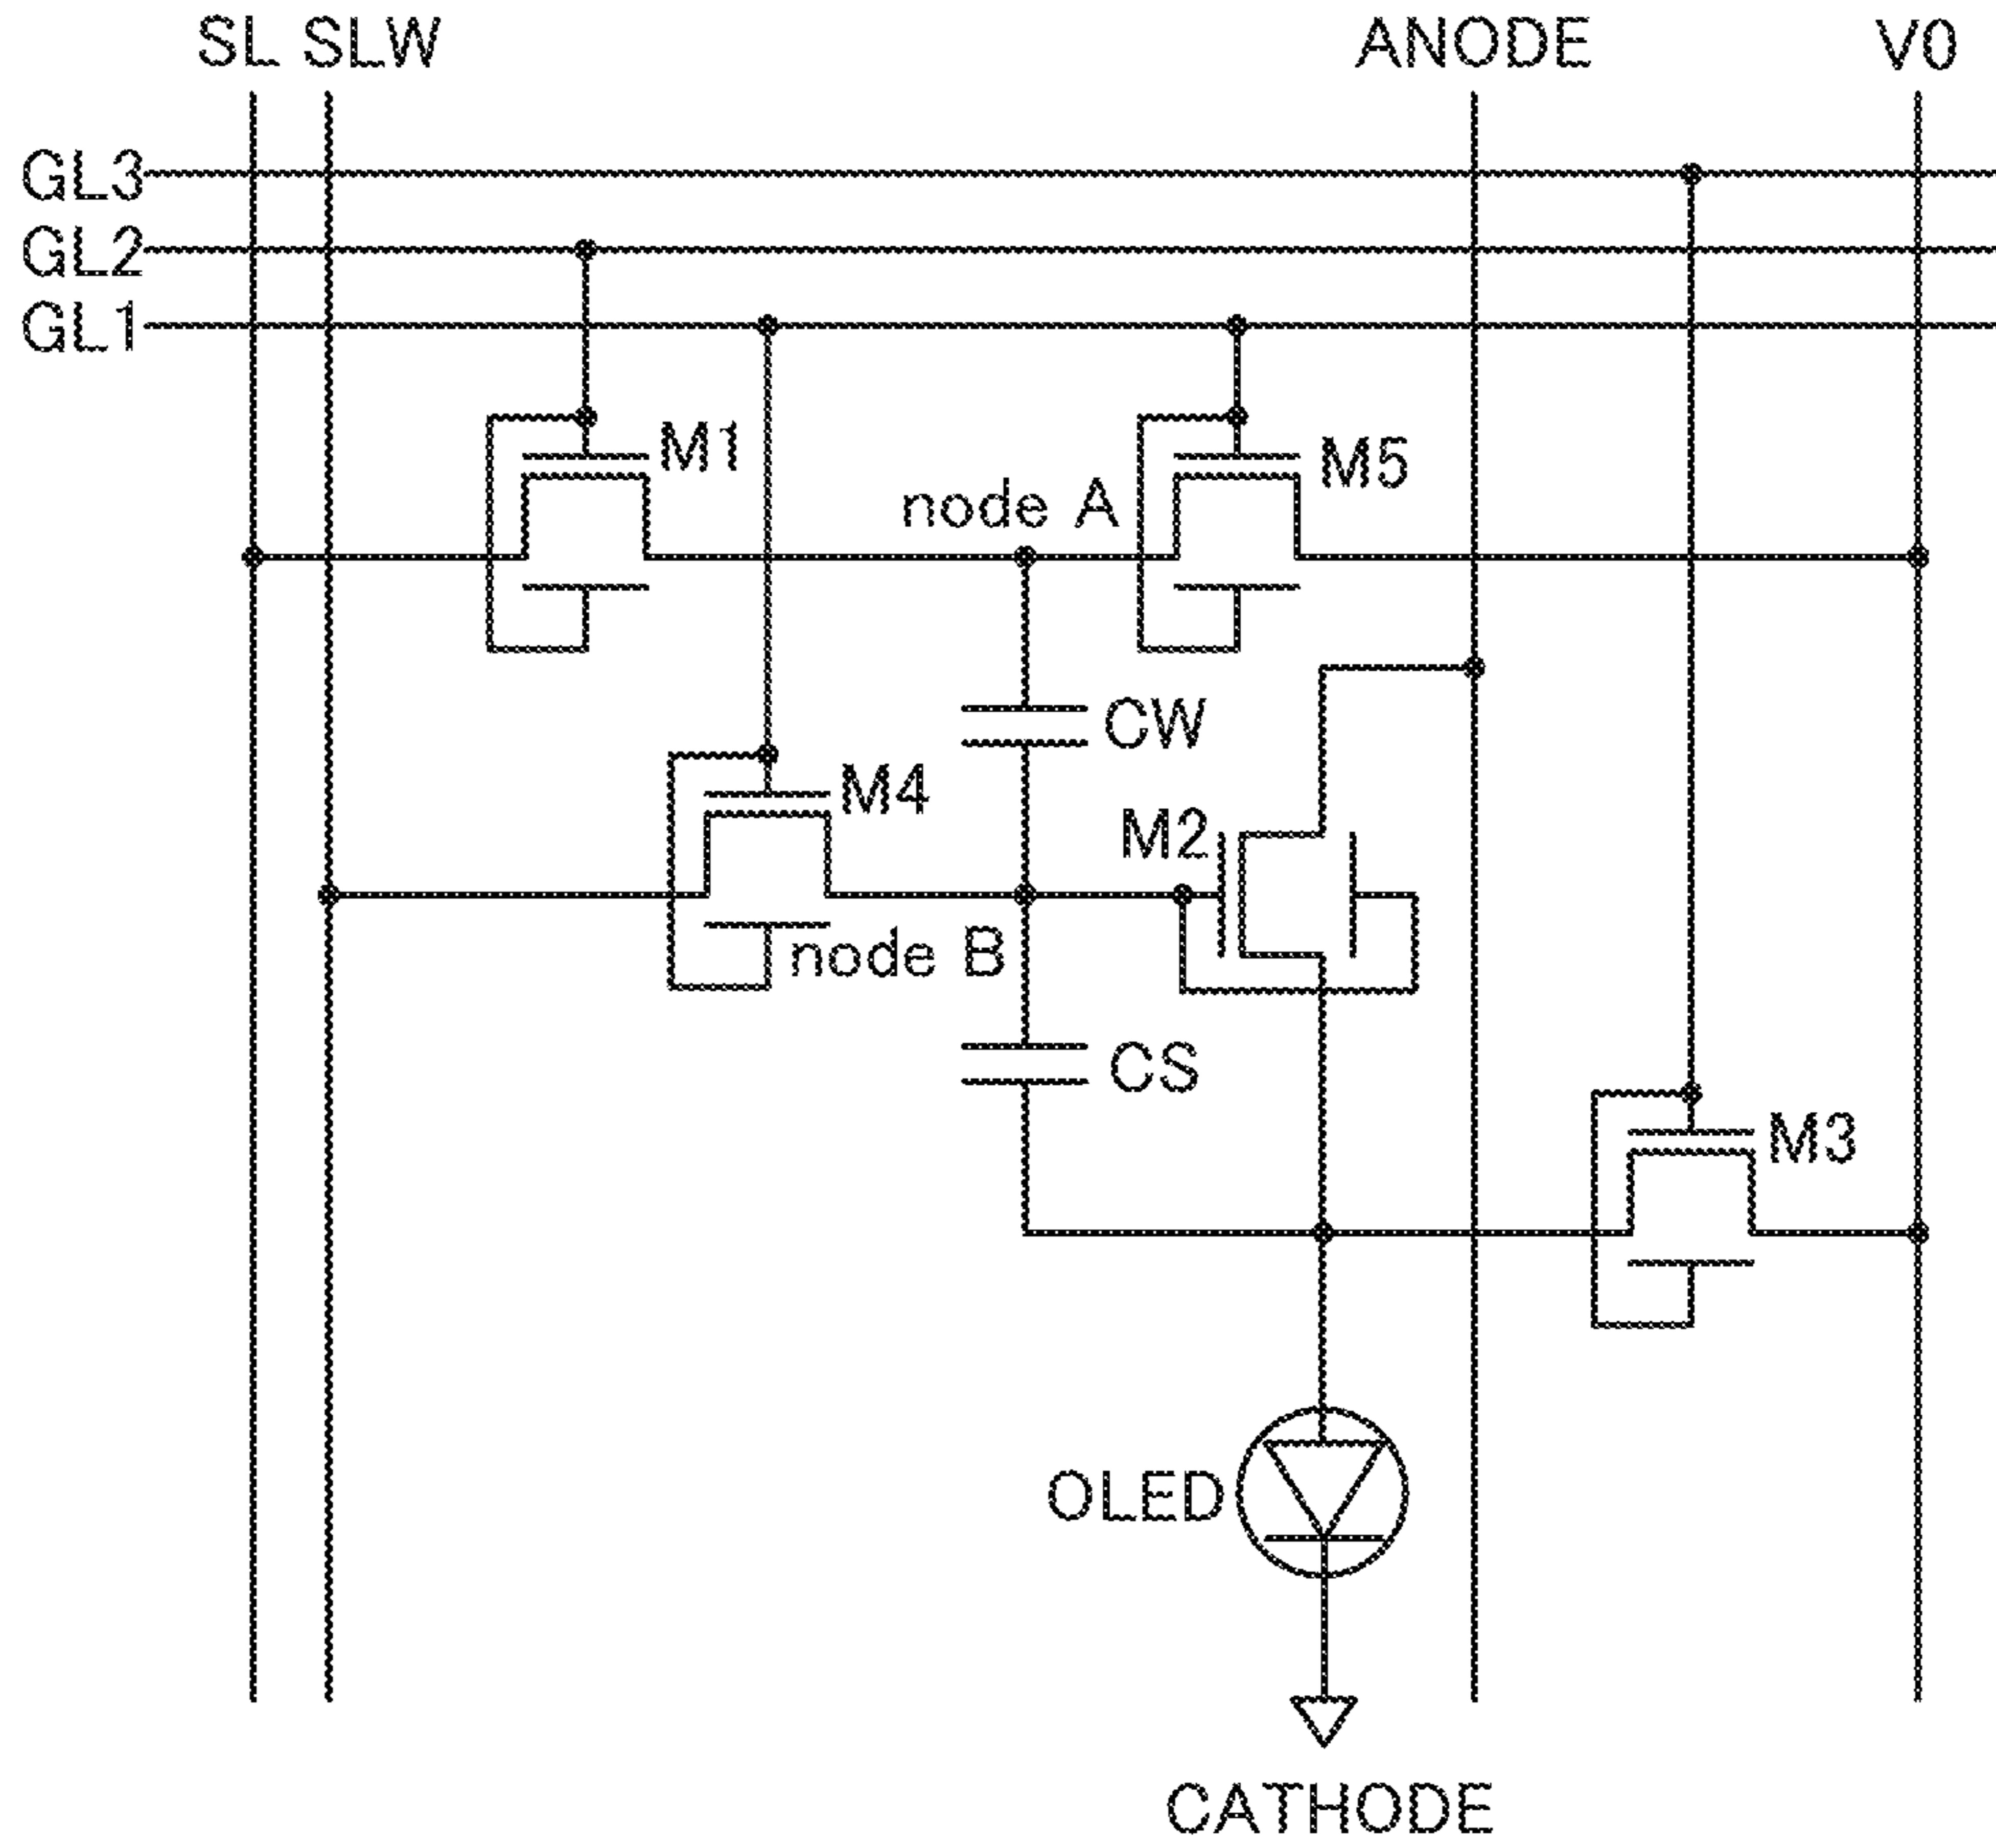 SL SLW ANODE V0
GL3
GL2
GL1
M1
M5
node A
CW
M4
M2
node B
CS
M3
OLED
CATHODE